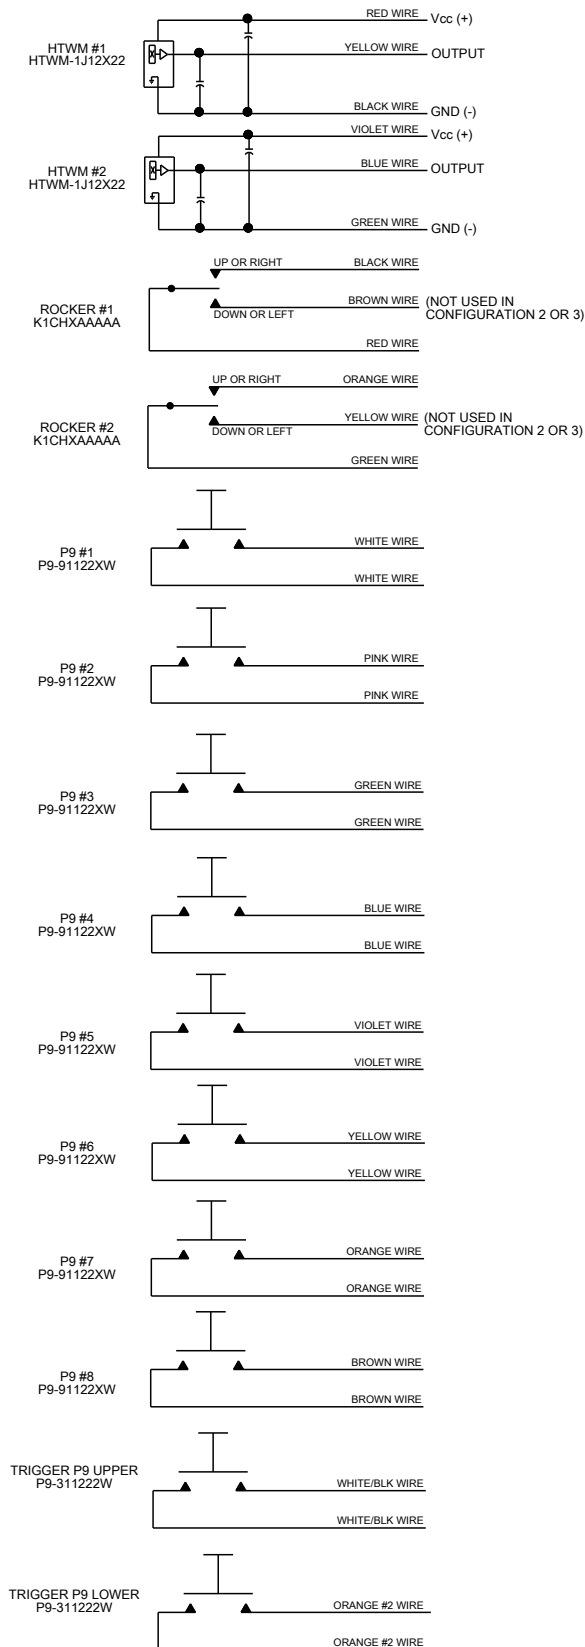 RED WIRE
Vcc (+)
HTWM #1
HTWM-1J12X22
YELLOW WIRE
OUTPUT
BLACK WIRE
GND (-)
VIOLET WIRE
Vcc (+)
HTWM #2
HTWM-1J12X22
BLUE WIRE
OUTPUT
GREEN WIRE
GND (-)
UP OR RIGHT
BLACK WIRE
ROCKER #1
K1CHXAAAAA
BROWN WIRE
(NOT USED IN
CONFIGURATION 2 OR 3)
DOWN OR LEFT
RED WIRE
UP OR RIGHT
ORANGE WIRE
ROCKER #2
K1CHXAAAAA
YELLOW WIRE
(NOT USED IN
CONFIGURATION 2 OR 3)
DOWN OR LEFT
GREEN WIRE
P9 #1
P9-91122XW
WHITE WIRE
WHITE WIRE
P9 #2
P9-91122XW
PINK WIRE
PINK WIRE
P9 #3
P9-91122XW
GREEN WIRE
GREEN WIRE
P9 #4
P9-91122XW
BLUE WIRE
BLUE WIRE
P9 #5
P9-91122XW
VIOLET WIRE
VIOLET WIRE
P9 #6
P9-91122XW
YELLOW WIRE
YELLOW WIRE
P9 #7
P9-91122XW
ORANGE WIRE
ORANGE WIRE
P9 #8
P9-91122XW
BROWN WIRE
BROWN WIRE
TRIGGER P9 UPPER
P9-311222W
WHITE/BLK WIRE
WHITE/BLK WIRE
TRIGGER P9 LOWER
P9-311222W
ORANGE #2 WIRE
ORANGE #2 WIRE